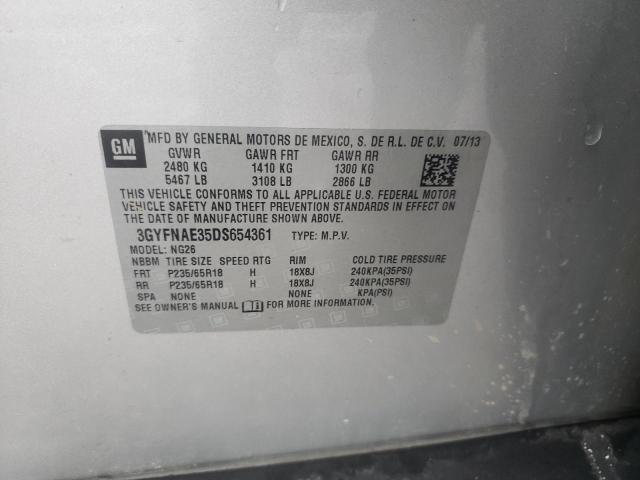 GM
MFD BY GENERAL MOTORS DE MEXICO, S. DE R.L. DE C.V. 07/13
GVWR GAWR FRT GAWR RR
2480 KG 1410 KG 1300 KG
5467 LB 3108 LB 2866 LB
THIS VEHICLE CONFORMS TO ALL APPLICABLE U.S. FEDERAL MOTOR
VEHICLE SAFETY AND THEFT PREVENTION STANDARDS IN EFFECT ON
THE DATE OF MANUFACTURE SHOWN ABOVE.
3GYFNAE35DS654361 TYPE: M.P.V.
MODEL: NG26
NBBM TIRE SIZE SPEED RTG RIM COLD TIRE PRESSURE
FRT P235/65R18 H 18X8J 240KPA(35PSI)
RR P235/65R18 H 18X8J 240KPA(35PSI)
SPA NONE NONE KPA(PSI)
SEE OWNER'S MANUAL FOR MORE INFORMATION.